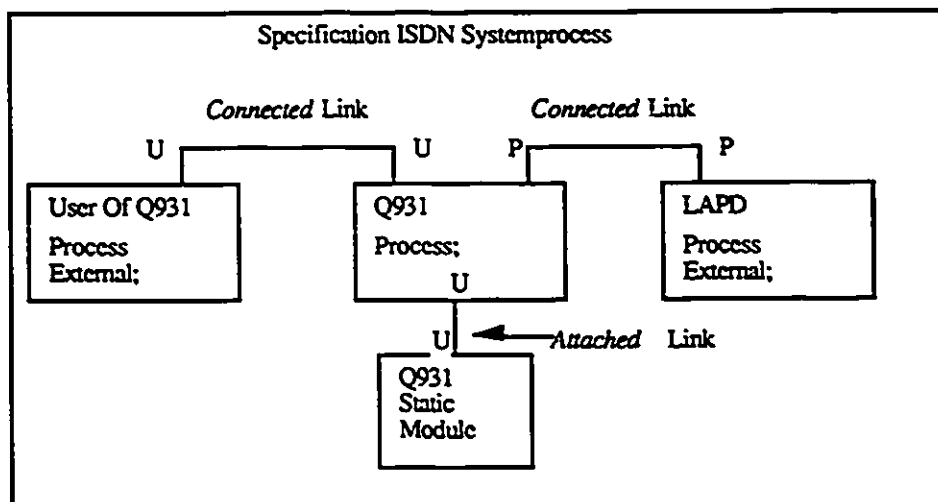 Specification ISDN Systemprocess
Connected Link
Connected Link
U
U
P
P
User Of Q931
Process
External;
Q931
Process;
U
LAPD
Process
External;
U
Attached Link
Q931
Static
Module